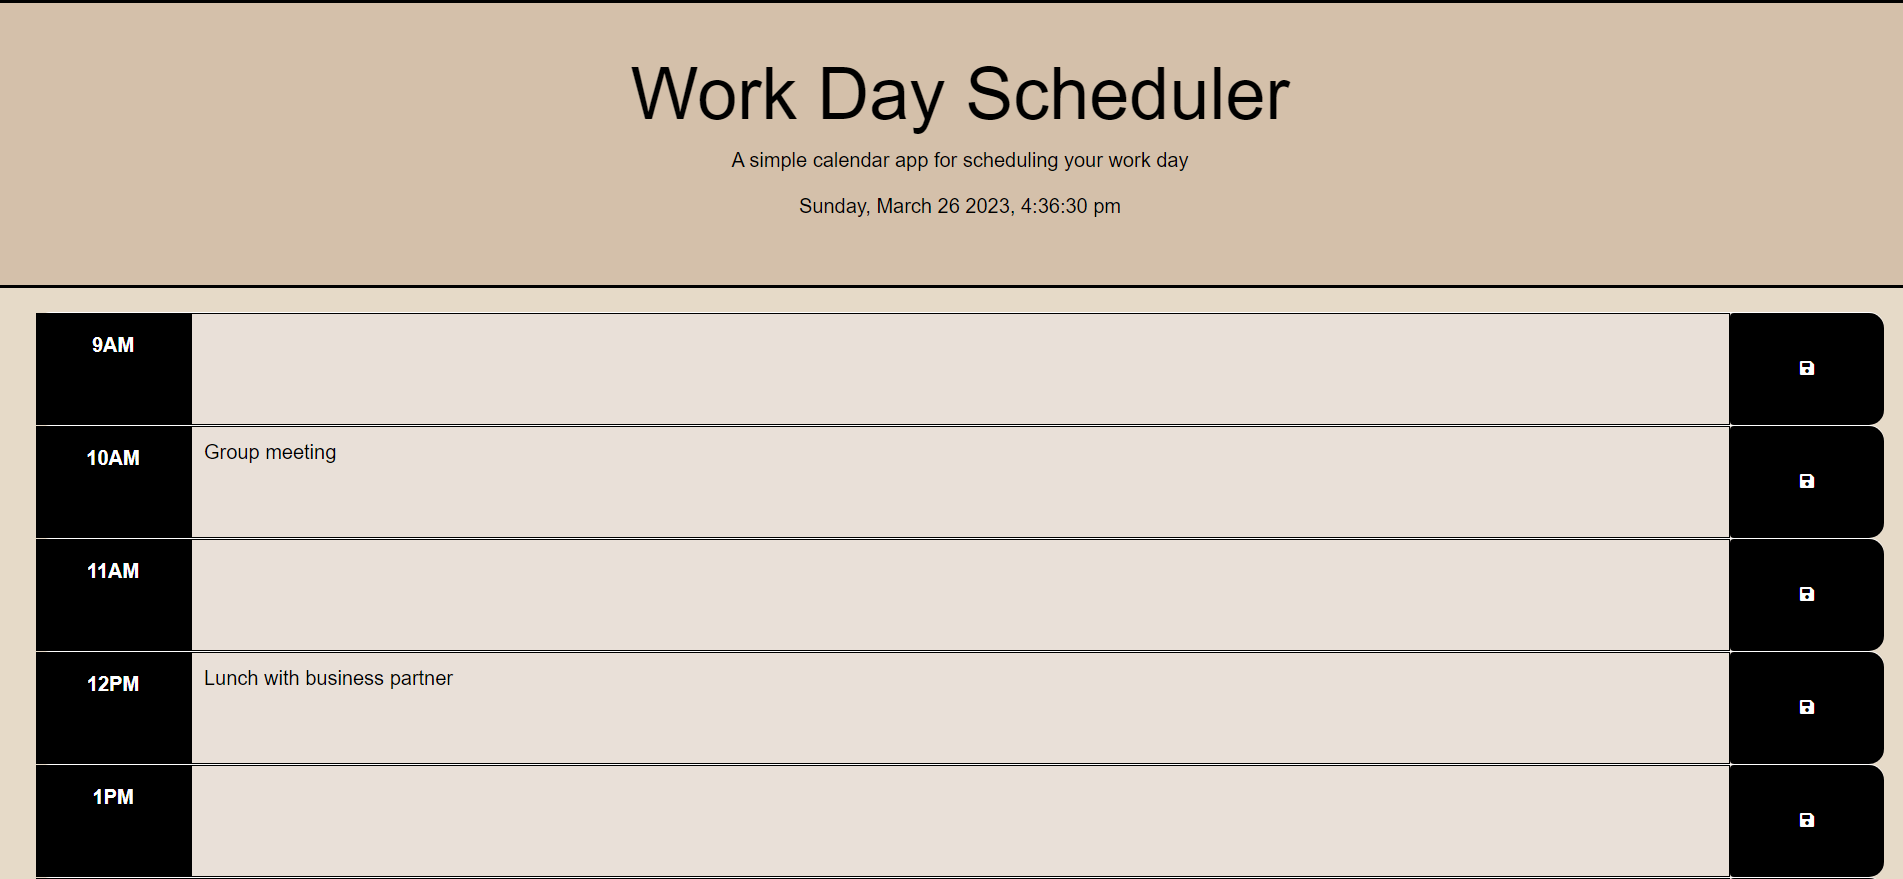 Work Day Scheduler
A simple calendar app for scheduling your work day
Sunday, March 26 2023, 4:36:30 pm
9AM
10AM
Group meeting
11AM
12PM
Lunch with business partner
1PM